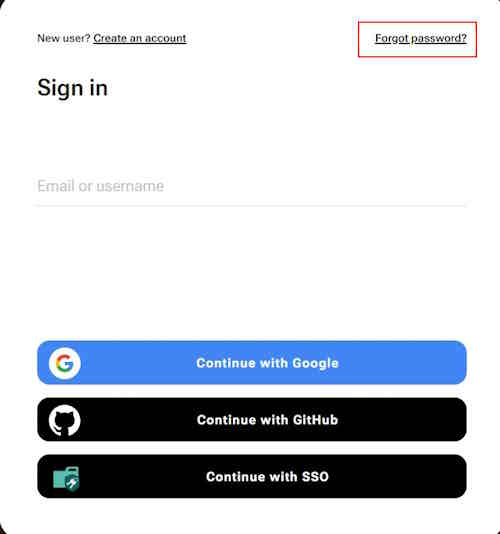 New user? Create an account
Forgot password?
Sign in
Email or username
Continue with Google
Continue with GitHub
Continue with SSO